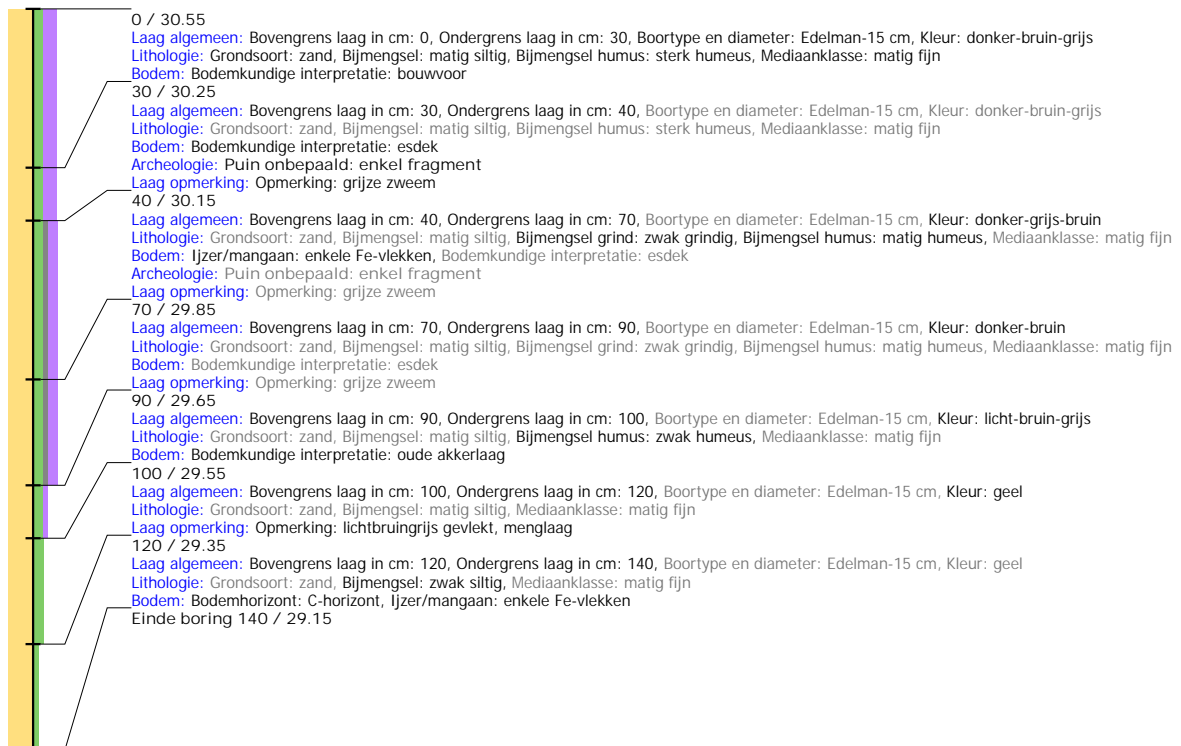 0 / 30.55
Laag algemeen: Bovengrens laag in cm: 0, Ondergrens laag in cm: 30, Boortype en diameter: Edelman-15 cm, Kleur: donker-bruin-grijs
Lithologie: Grondsoort: zand, Bijmengsel: matig siltig, Bijmengsel humus: sterk humeus, Mediaanklasse: matig fijn
Bodem: Bodemkundige interpretatie: bouwvoor
30 / 30.25
Laag algemeen: Bovengrens laag in cm: 30, Ondergrens laag in cm: 40, Boortype en diameter: Edelman-15 cm, Kleur: donker-bruin-grijs
Lithologie: Grondsoort: zand, Bijmengsel: matig siltig, Bijmengsel humus: sterk humeus, Mediaanklasse: matig fijn
Bodem: Bodemkundige interpretatie: esdek
Archeologie: Puin onbepaald: enkel fragment
Laag opmerking: Opmerking: grijze zweem
40 / 30.15
Laag algemeen: Bovengrens laag in cm: 40, Ondergrens laag in cm: 70, Boortype en diameter: Edelman-15 cm, Kleur: donker-grijs-bruin
Lithologie: Grondsoort: zand, Bijmengsel: matig siltig, Bijmengsel grind: zwak grindig, Bijmengsel humus: matig humeus, Mediaanklasse: matig fijn
Bodem: Ijzer/mangaan: enkele Fe-vlekken, Bodemkundige interpretatie: esdek
Archeologie: Puin onbepaald: enkel fragment
Laag opmerking: Opmerking: grijze zweem
70 / 29.85
Laag algemeen: Bovengrens laag in cm: 70, Ondergrens laag in cm: 90, Boortype en diameter: Edelman-15 cm, Kleur: donker-bruin
Lithologie: Grondsoort: zand, Bijmengsel: matig siltig, Bijmengsel grind: zwak grindig, Bijmengsel humus: matig humeus, Mediaanklasse: matig fijn
Bodem: Bodemkundige interpretatie: esdek
Laag opmerking: Opmerking: grijze zweem
90 / 29.65
Laag algemeen: Bovengrens laag in cm: 90, Ondergrens laag in cm: 100, Boortype en diameter: Edelman-15 cm, Kleur: licht-bruin-grijs
Lithologie: Grondsoort: zand, Bijmengsel: matig siltig, Bijmengsel humus: zwak humeus, Mediaanklasse: matig fijn
Bodem: Bodemkundige interpretatie: oude akkerlaag
100 / 29.55
Laag algemeen: Bovengrens laag in cm: 100, Ondergrens laag in cm: 120, Boortype en diameter: Edelman-15 cm, Kleur: geel
Lithologie: Grondsoort: zand, Bijmengsel: matig siltig, Mediaanklasse: matig fijn
Laag opmerking: Opmerking: lichtbruingrijs gevlekt, menglaag
120 / 29.35
Laag algemeen: Bovengrens laag in cm: 120, Ondergrens laag in cm: 140, Boortype en diameter: Edelman-15 cm, Kleur: geel
Lithologie: Grondsoort: zand, Bijmengsel: zwak siltig, Mediaanklasse: matig fijn
Bodem: Bodemhorizont: C-horizont, Ijzer/mangaan: enkele Fe-vlekken
Einde boring 140 / 29.15